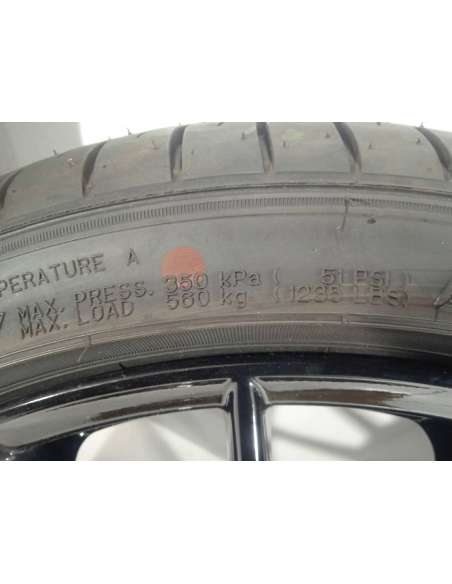 PERATURE A
MAX. PRESS. 350 kPa ( 51 PSI )
MAX. LOAD 560 kg ( 1235 LBS )